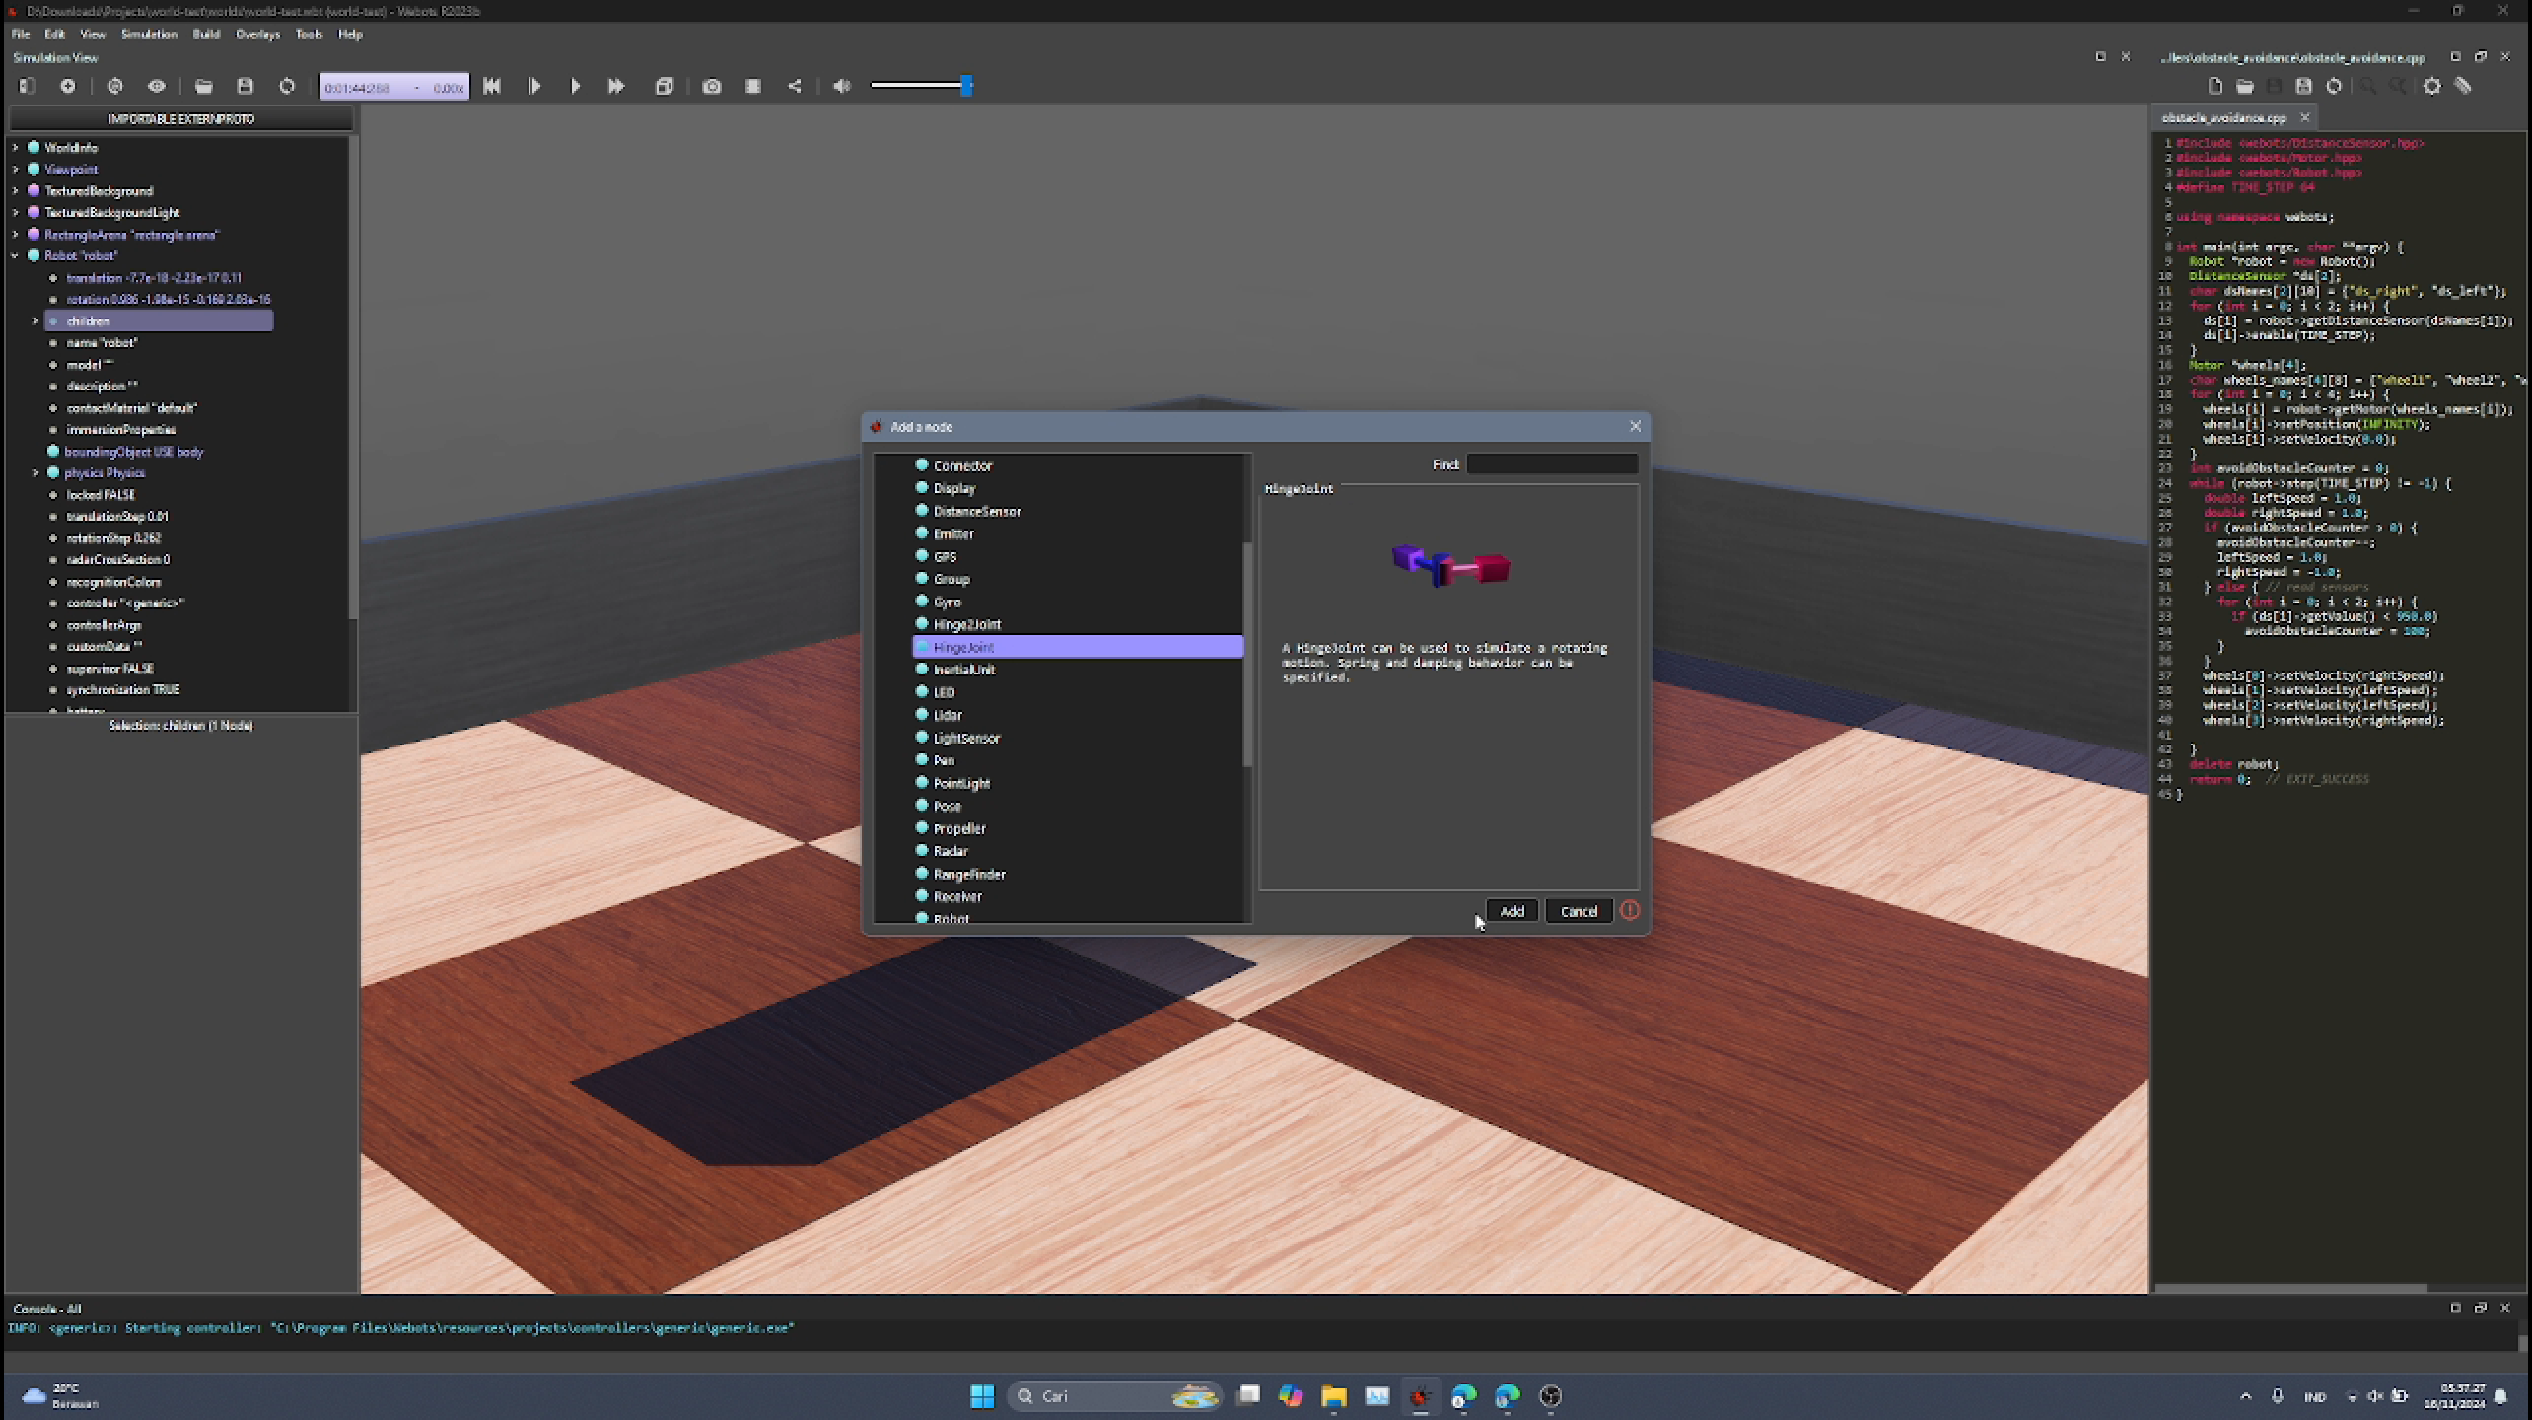 D:\Downloads\Projects\world-test\worlds\world-test.wbt (world-test) - Webots R2023b
File Edit View Simulation Build Overlays Tools Help
Simulation View
0:01:44:288 - 0.00x
IMPORTABLE EXTERNPROTO
WorldInfo
Viewpoint
TexturedBackground
TexturedBackgroundLight
RectangleArena "rectangle arena"
Robot "robot"
translation -7.7e-18 -2.23e-17 0.11
rotation 0.986 -1.98e-15 -0.169 2.03e-16
children
name "robot"
model ""
description ""
contactMaterial "default"
immersionProperties
boundingObject USE body
physics Physics
locked FALSE
translationStep 0.01
rotationStep 0.262
radarCrossSection 0
recognitionColors
controller "<generic>"
controllerArgs
customData ""
supervisor FALSE
synchronization TRUE
battery
Selection: children (1 Node)
Add a node
Connector
Display
DistanceSensor
Emitter
GPS
Group
Gyro
Hinge2Joint
HingeJoint
InertialUnit
LED
Lidar
LightSensor
Pen
PointLight
Pose
Propeller
Radar
RangeFinder
Receiver
Robot
Find:
HingeJoint
A HingeJoint can be used to simulate a rotating
motion. Spring and damping behavior can be
specified.
Add Cancel
...llers\obstacle_avoidance\obstacle_avoidance.cpp
obstacle_avoidance.cpp
1 #include <webots/DistanceSensor.hpp>
2 #include <webots/Motor.hpp>
3 #include <webots/Robot.hpp>
4 #define TIME_STEP 64
5
6 using namespace webots;
7
8 int main(int argc, char **argv) {
9 Robot *robot = new Robot();
10 DistanceSensor *ds[2];
11 char dsNames[2][10] = {"ds_right", "ds_left"};
12 for (int i = 0; i < 2; i++) {
13 ds[i] = robot->getDistanceSensor(dsNames[i]);
14 ds[i]->enable(TIME_STEP);
15 }
16 Motor *wheels[4];
17 char wheels_names[4][8] = {"wheel1", "wheel2", "w
18 for (int i = 0; i < 4; i++) {
19 wheels[i] = robot->getMotor(wheels_names[i]);
20 wheels[i]->setPosition(INFINITY);
21 wheels[i]->setVelocity(0.0);
22 }
23 int avoidObstacleCounter = 0;
24 while (robot->step(TIME_STEP) != -1) {
25 double leftSpeed = 1.0;
26 double rightSpeed = 1.0;
27 if (avoidObstacleCounter > 0) {
28 avoidObstacleCounter--;
29 leftSpeed = 1.0;
30 rightSpeed = -1.0;
31 } else { // read sensors
32 for (int i = 0; i < 2; i++) {
33 if (ds[i]->getValue() < 950.0)
34 avoidObstacleCounter = 100;
35 }
36 }
37 wheels[0]->setVelocity(rightSpeed);
38 wheels[1]->setVelocity(leftSpeed);
39 wheels[2]->setVelocity(leftSpeed);
40 wheels[3]->setVelocity(rightSpeed);
41
42 }
43 delete robot;
44 return 0; // EXIT_SUCCESS
45 }
Console - All
INFO: <generic>: Starting controller: "C:\Program Files\Webots\resources\projects\controllers\generic\generic.exe"
20°C
Berawan
Cari
IND
05.37.27
16/11/2024